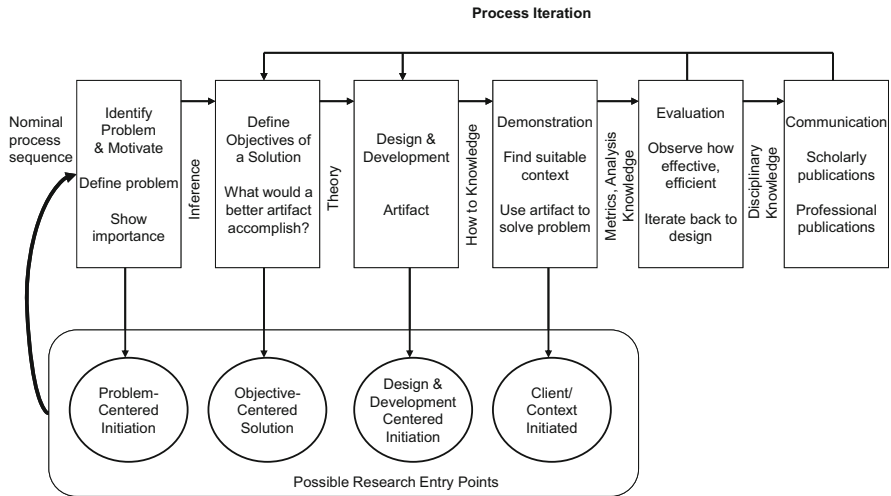 Process Iteration
Nominal
process
sequence
Identify
Problem
& Motivate
Define problem
Show
importance
Inference
Define
Objectives of
a Solution
What would a
better artifact
accomplish?
Theory
Design &
Development
Artifact
How to Knowledge
Demonstration
Find suitable
context
Use artifact to
solve problem
Metrics, Analysis
Knowledge
Evaluation
Observe how
effective,
efficient
Iterate back to
design
Disciplinary
Knowledge
Communication
Scholarly
publications
Professional
publications
Problem-
Centered
Initiation
Objective-
Centered
Solution
Design &
Development
Centered
Initiation
Client/
Context
Initiated
Possible Research Entry Points